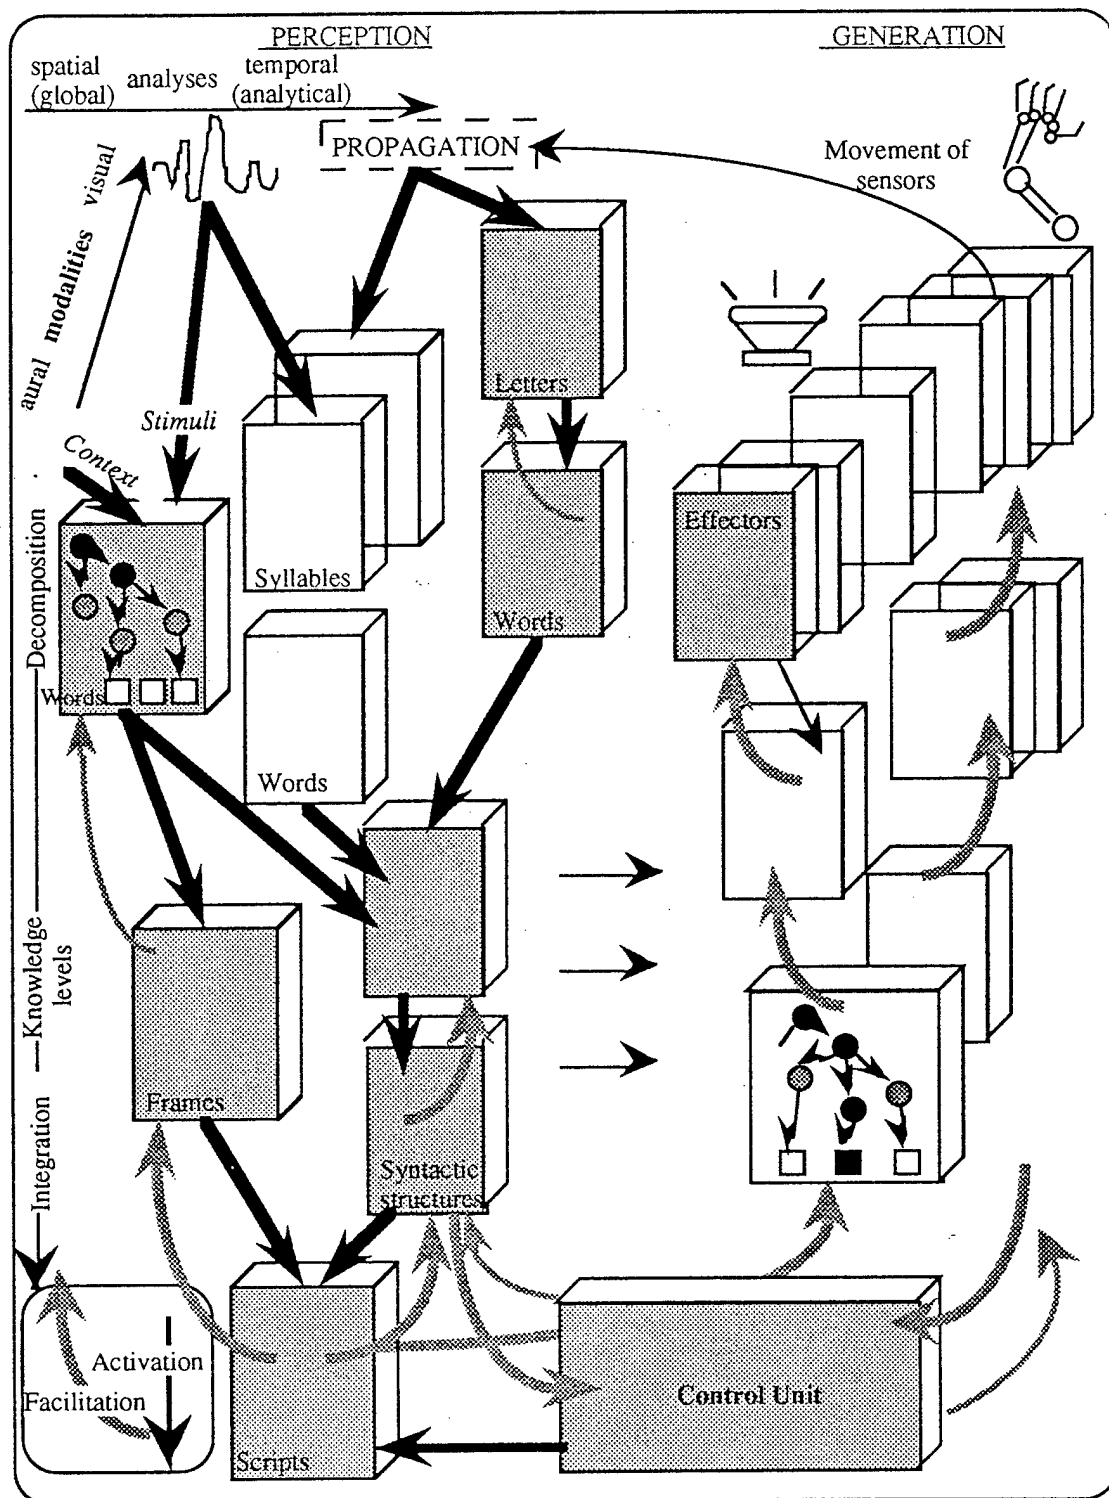 PERCEPTION
GENERATION
spatial
(global)
analyses
temporal
(analytical)
PROPAGATION
Movement of
sensors
aural modalities visual
Stimuli
Context
Letters
Decomposition
Effectors
Syllables
Words
Words
Words
Knowledge
levels
Frames
Integration
Syntactic
structures
Activation
Facilitation
Control Unit
Scripts